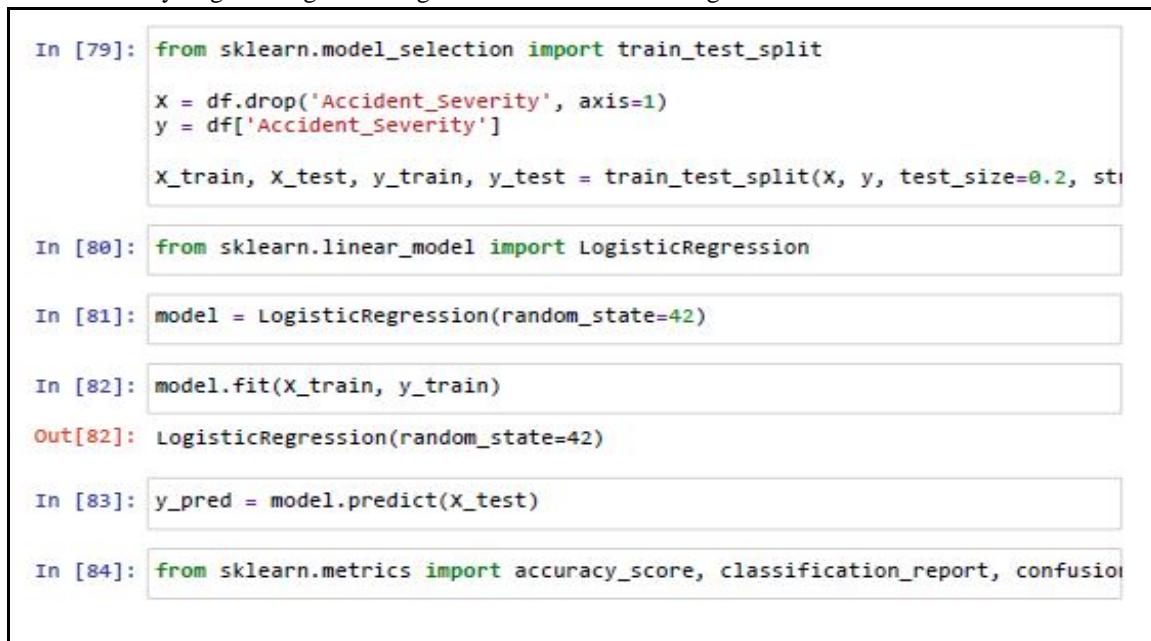 In [79]: from sklearn.model_selection import train_test_split
X = df.drop('Accident_Severity', axis=1)
y = df['Accident_Severity']
X_train, X_test, y_train, y_test = train_test_split(X, y, test_size=0.2,
In [80]: from sklearn.linear_model import LogisticRegression
In [81]: model = LogisticRegression(random_state=42)
In [82]: model.fit(X_train, y_train)
Out[82]: LogisticRegression(random_state=42)
In [83]: y_pred = model.predict(X_test)
In [84]: from sklearn.metrics import accuracy_score, classification_report, confusion